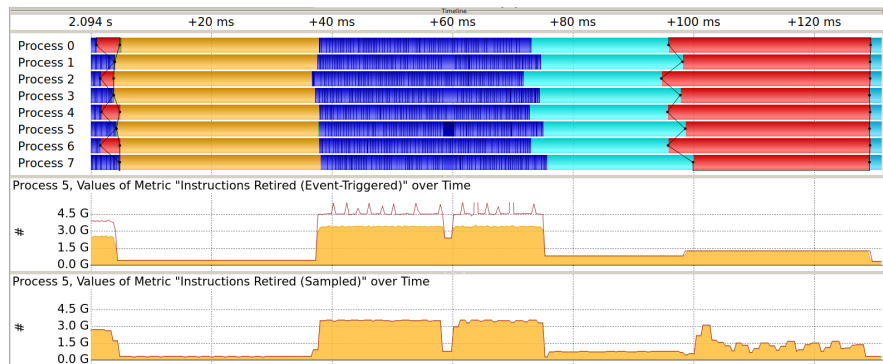 Timeline
2.094 s +20 ms +40 ms +60 ms +80 ms +100 ms +120 ms
Process 0
Process 1
Process 2
Process 3
Process 4
Process 5
Process 6
Process 7
Process 5, Values of Metric "Instructions Retired (Event-Triggered)" over Time
4.5 G
3.0 G
1.5 G
0.0 G
#
Process 5, Values of Metric "Instructions Retired (Sampled)" over Time
4.5 G
3.0 G
1.5 G
0.0 G
#